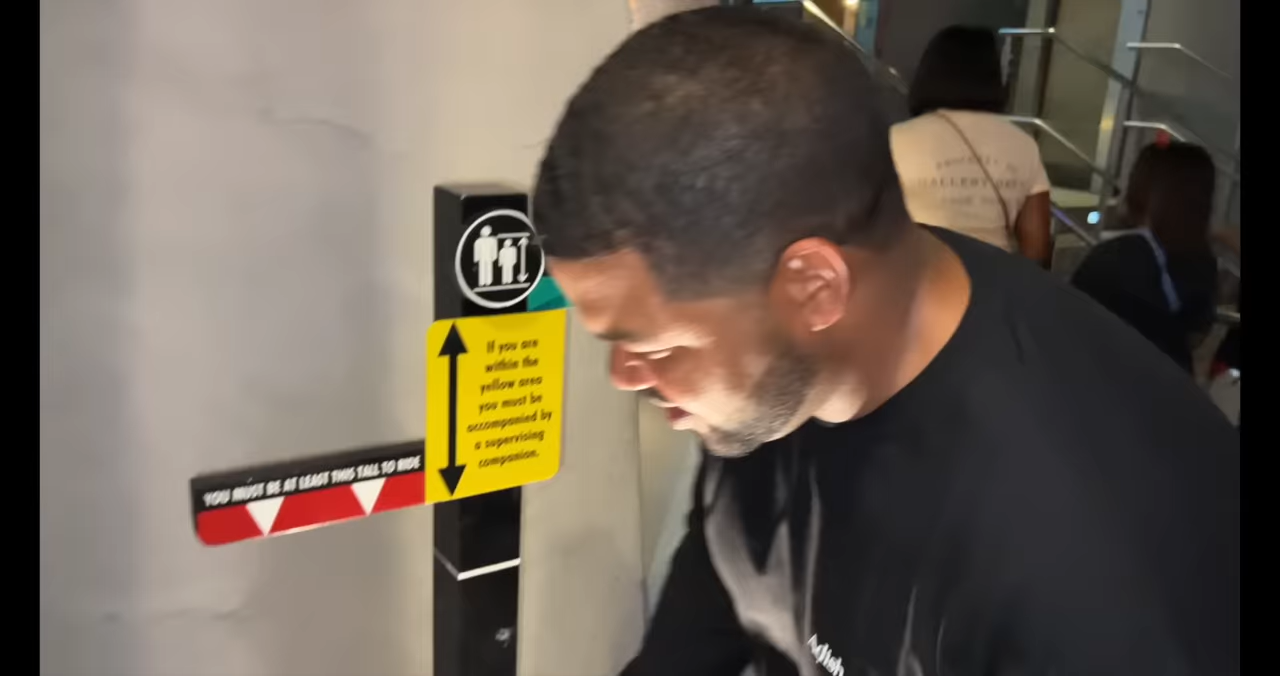 If you are
within the
yellow area
you must be
accompanied by
a supervising
companion.
YOU MUST BE AT LEAST THIS TALL TO RIDE
GALLERY